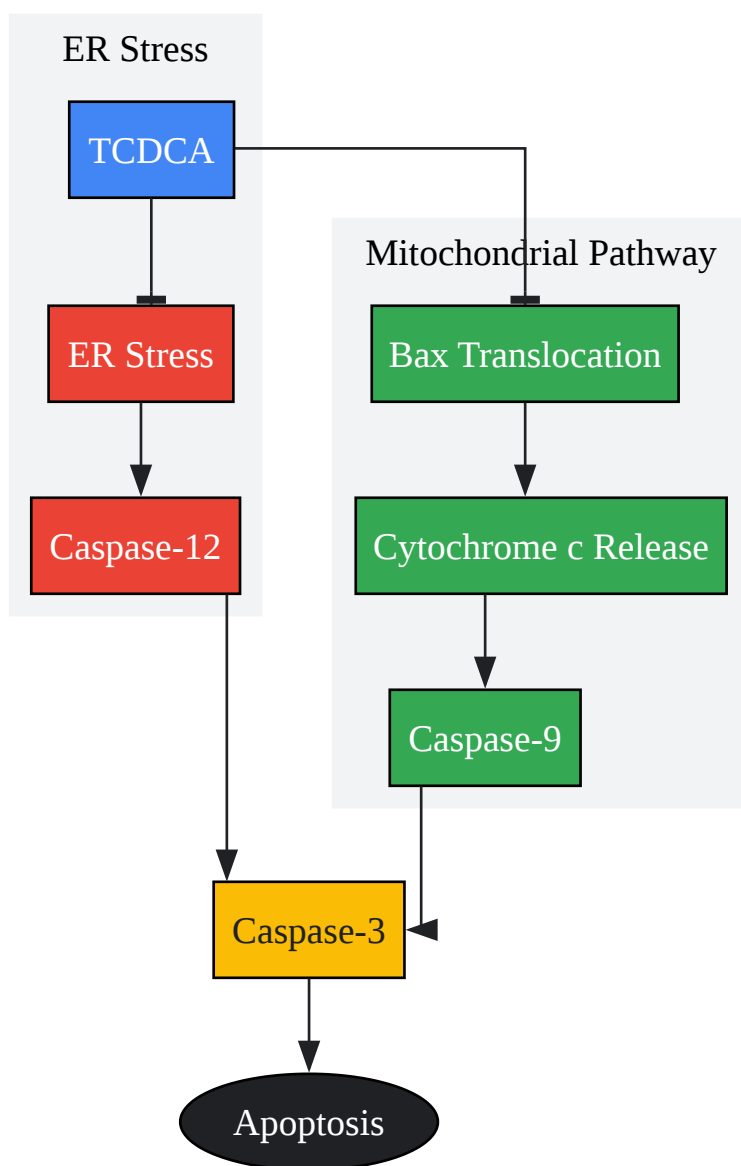 ER Stress
TCDCA
Mitochondrial Pathway
ER Stress
Bax Translocation
Caspase-12
Cytochrome c Release
Caspase-9
Caspase-3
Apoptosis